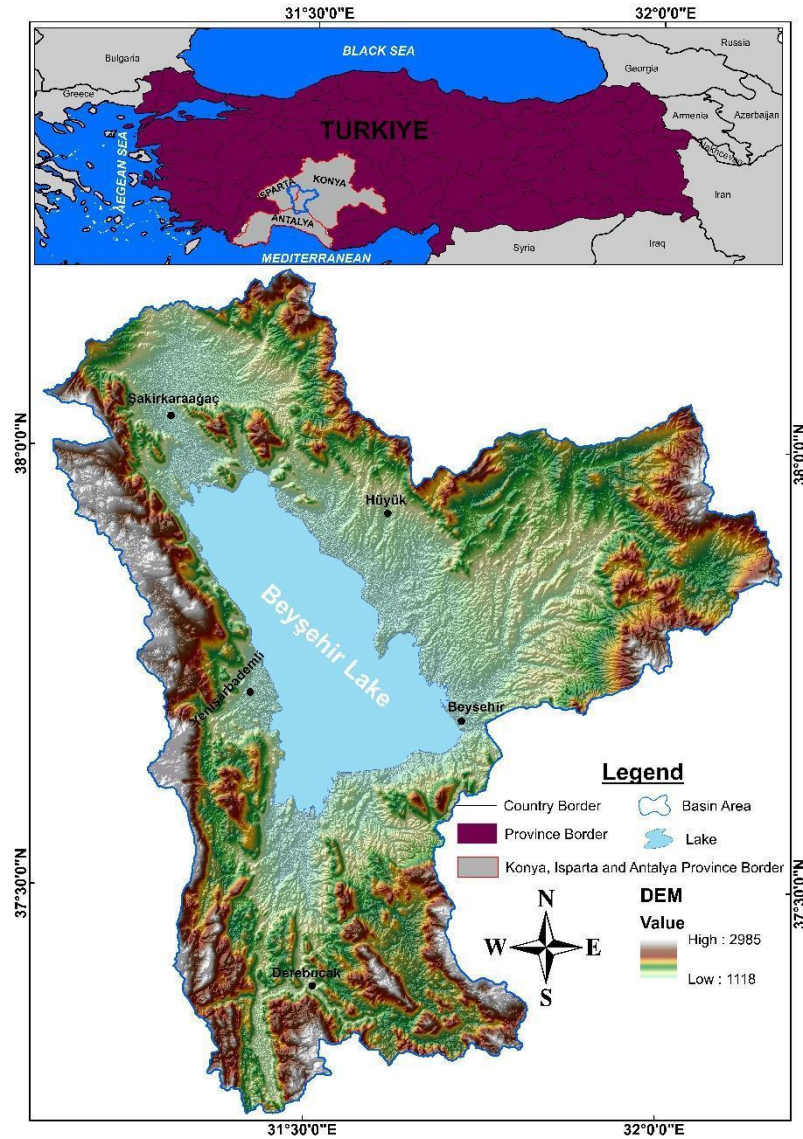 31°30'0"E
32°0'0"E
Bulgaria
BLACK SEA
Russia
Georgia
Greece
Armenia
Azerbaijan
TURKIYE
Nakhcevan
AEGEAN SEA
SPARTA
KONYA
Iran
ANTALYA
Syria
Iraq
MEDITERRANEAN
Şakirkaraağaç
38°0'0"N
38°0'0"N
Hüyük
Beyşehir Lake
Yenişarbademli
Beyşehir
Legend
Country Border
Basin Area
Province Border
Lake
Konya, Isparta and Antalya Province Border
37°30'0"N
37°30'0"N
N
DEM
Value
W
E
High : 2985
S
Low : 1118
Derebucak
31°30'0"E
32°0'0"E